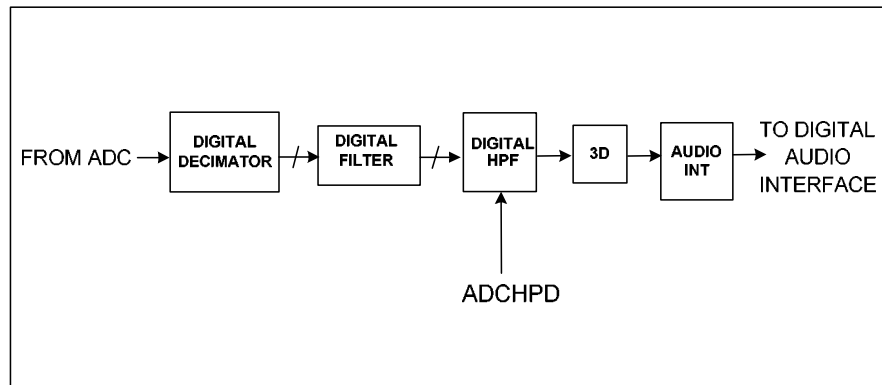 FROM ADC
DIGITAL
DECIMATOR
DIGITAL
FILTER
DIGITAL
HPF
3D
AUDIO
INT
TO DIGITAL
AUDIO
INTERFACE
ADCHPD